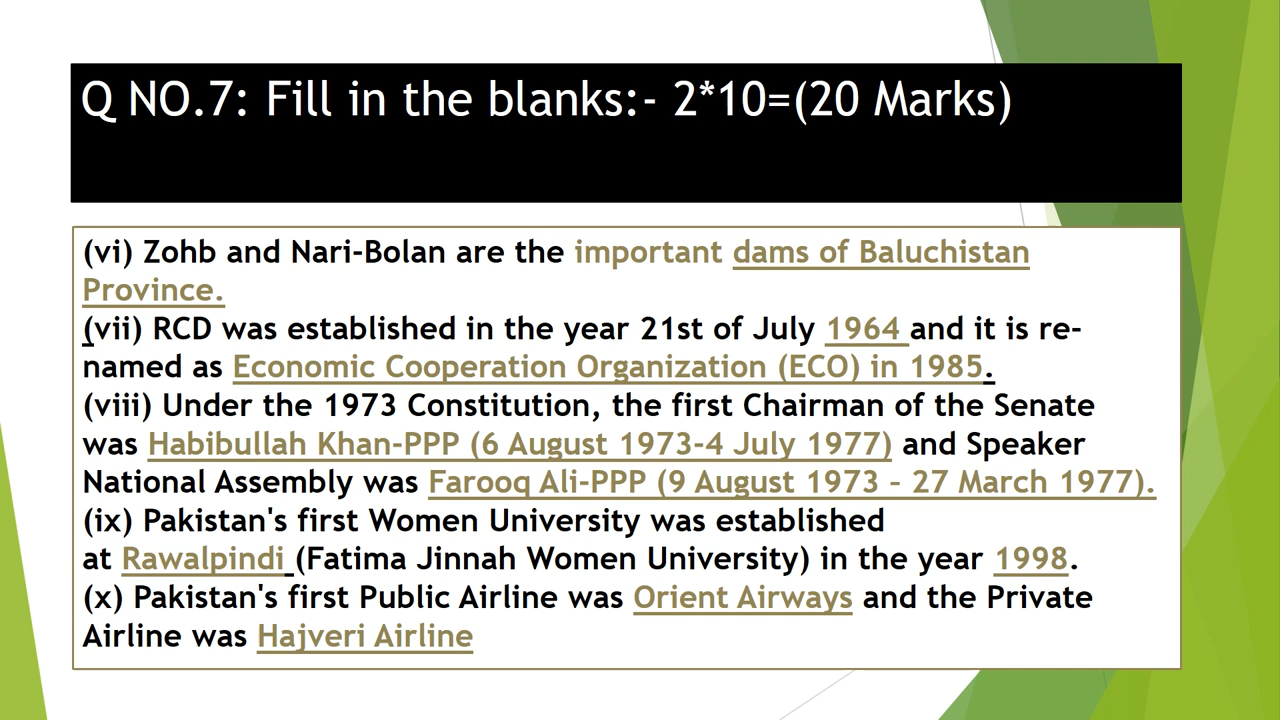 Q NO.7: Fill in the blanks:- 2*10=(20 Marks)
(vi) Zohb and Nari-Bolan are the important dams of Baluchistan
Province.
(vii) RCD was established in the year 21st of July 1964 and it is re-
named as Economic Cooperation Organization (ECO) in 1985.
(viii) Under the 1973 Constitution, the first Chairman of the Senate
was Habibullah Khan-PPP (6 August 1973-4 July 1977) and Speaker
National Assembly was Farooq Ali-PPP (9 August 1973 – 27 March 1977).
(ix) Pakistan's first Women University was established
at Rawalpindi (Fatima Jinnah Women University) in the year 1998.
(x) Pakistan's first Public Airline was Orient Airways and the Private
Airline was Hajveri Airline